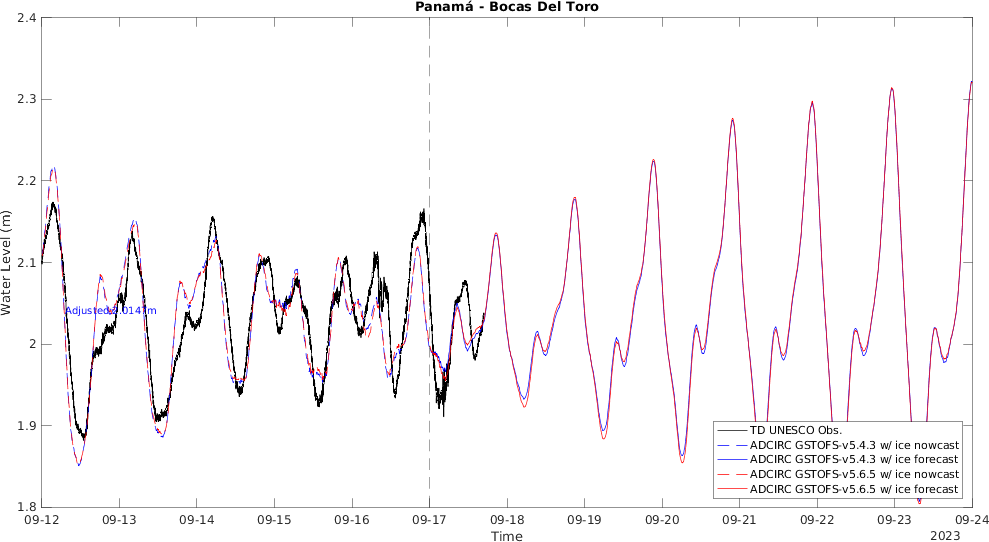 Panamá - Bocas Del Toro
Water Level (m)
2.4
2.3
2.2
2.1
2
1.9
1.8
TD UNESCO Obs.
ADCIRC GSTOFS-v5.4.3 w/ ice nowcast
ADCIRC GSTOFS-v5.4.3 w/ ice forecast
ADCIRC GSTOFS-v5.6.5 w/ ice nowcast
ADCIRC GSTOFS-v5.6.5 w/ ice forecast
09-12 09-13 09-14 09-15 09-16 09-17 09-18 09-19 09-20 09-21 09-22 09-23 09-24
Time
2023